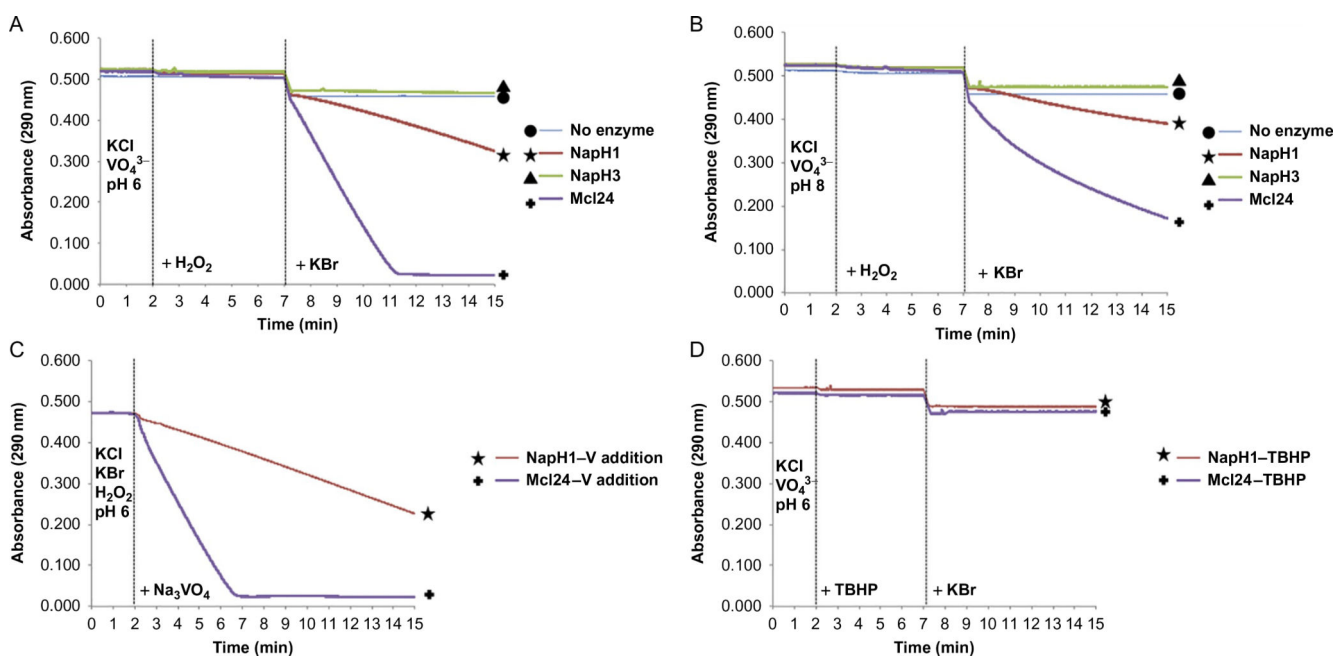 A
Absorbance (290 nm)
0.600
0.500
0.400
0.300
0.200
0.100
0.000
KCl
VO₄³⁻
pH 6
+ H₂O₂
+ KBr
0 1 2 3 4 5 6 7 8 9 10 11 12 13 14 15
Time (min)
No enzyme
NapH1
NapH3
Mcl24
B
Absorbance (290 nm)
0.600
0.500
0.400
0.300
0.200
0.100
0.000
KCl
VO₄³⁻
pH 8
+ H₂O₂
+ KBr
0 1 2 3 4 5 6 7 8 9 10 11 12 13 14 15
Time (min)
No enzyme
NapH1
NapH3
Mcl24
C
Absorbance (290 nm)
0.600
0.500
0.400
0.300
0.200
0.100
0.000
KCl
KBr
H₂O₂
pH 6
+ Na₃VO₄
0 1 2 3 4 5 6 7 8 9 10 11 12 13 14 15
Time (min)
NapH1–V addition
Mcl24–V addition
D
Absorbance (290 nm)
0.600
0.500
0.400
0.300
0.200
0.100
0.000
KCl
VO₄³⁻
pH 6
+ TBHP
+ KBr
0 1 2 3 4 5 6 7 8 9 10 11 12 13 14 15
Time (min)
NapH1–TBHP
Mcl24–TBHP